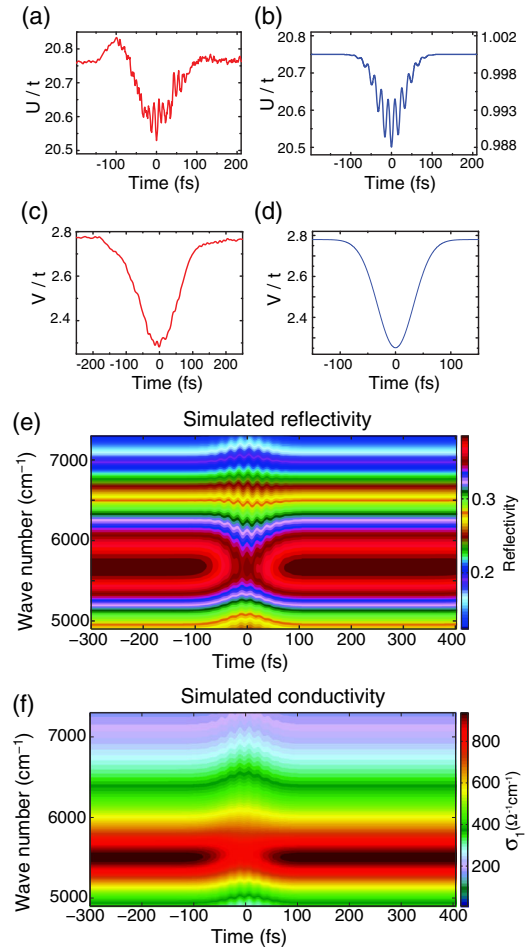 (a)
(b)
20.8
20.7
20.6
20.5
U / t
-100
0
100
200
Time (fs)
20.8
20.7
20.6
20.5
U / t
1.002
0.998
0.993
0.988
-100
0
100
200
Time (fs)
(c)
(d)
2.8
2.6
2.4
V / t
-200
-100
0
100
200
Time (fs)
2.8
2.6
2.4
V / t
-100
0
100
Time (fs)
(e)
Simulated reflectivity
7000
6000
5000
Wave number (cm⁻¹)
−300
−200
−100
0
100
200
300
400
Time (fs)
0.3
0.2
Reflectivity
(f)
Simulated conductivity
7000
6000
5000
Wave number (cm⁻¹)
−300
−200
−100
0
100
200
300
400
Time (fs)
800
600
400
200
σ₁(Ω⁻¹cm⁻¹)